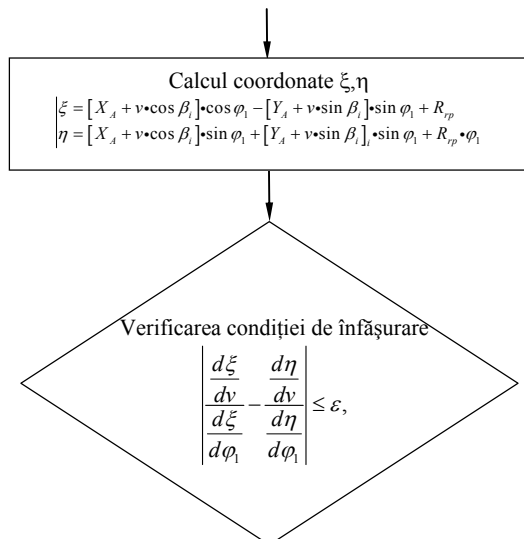 Calcul coordonate ξ,η
|ξ = [X_A + v•cos β_i]•cos φ_1 − [Y_A + v•sin β_i]•sin φ_1 + R_rp
|η = [X_A + v•cos β_i]•sin φ_1 + [Y_A + v•sin β_i]_i•sin φ_1 + R_rp•φ_1
Verificarea condiției de înfășurare
| (dξ/dv)/(dξ/dφ_1) − (dη/dv)/(dη/dφ_1) | ≤ ε,